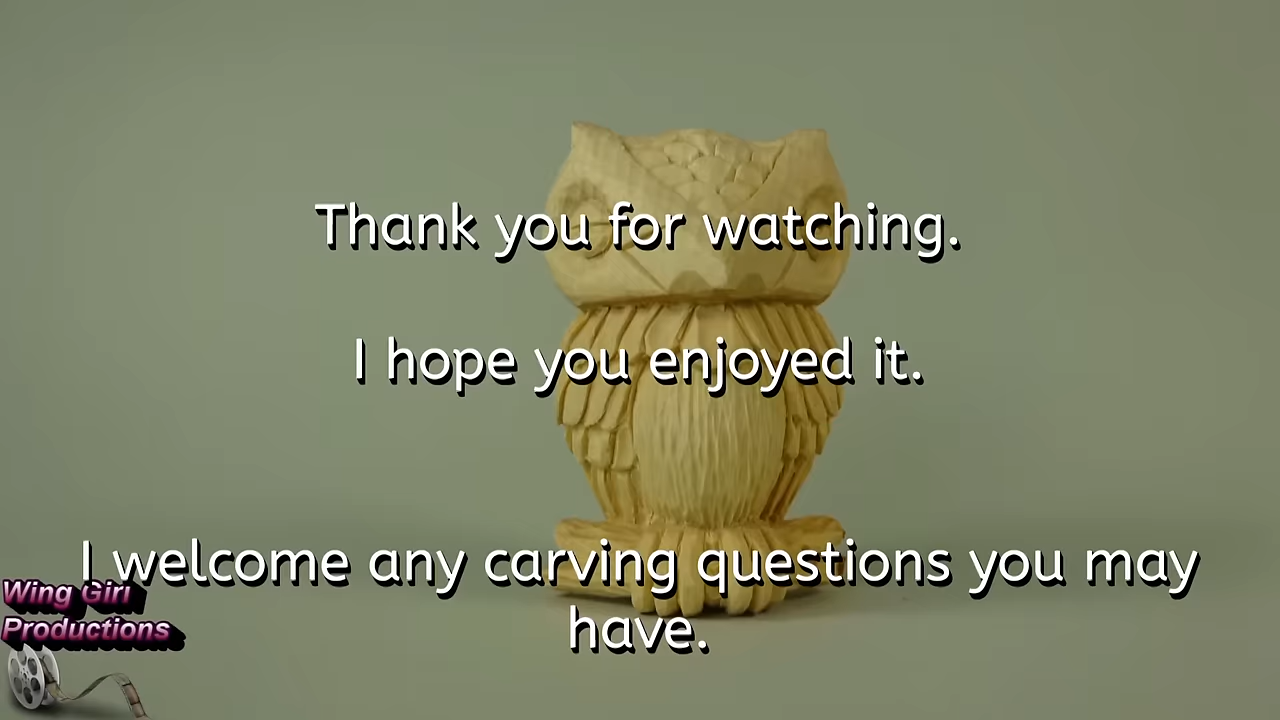 Thank you for watching.
I hope you enjoyed it.
I welcome any carving questions you may
have.
Wing Girl
Productions